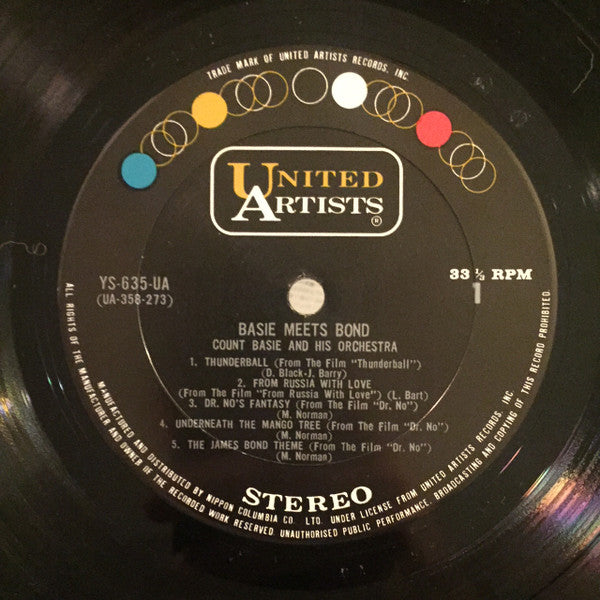 TRADE MARK OF UNITED ARTISTS RECORDS, INC.
UNITED
ARTISTS
®
YS-635-UA
(UA-358-273)
33 ⅓ RPM
1
BASIE MEETS BOND
COUNT BASIE AND HIS ORCHESTRA
1. THUNDERBALL (From The Film "Thunderball")
(D. Black-J. Barry)
2. FROM RUSSIA WITH LOVE
(From The Film "From Russia With Love") (L. Bart)
3. DR. NO'S FANTASY (From The Film "Dr. No")
(M. Norman)
4. UNDERNEATH THE MANGO TREE (From The Film "Dr. No")
(M. Norman)
5. THE JAMES BOND THEME (From The Film "Dr. No")
(M. Norman)
STEREO
MANUFACTURED AND DISTRIBUTED BY NIPPON COLUMBIA CO. LTD. UNDER LICENSE FROM UNITED ARTISTS RECORDS, INC.
ALL RIGHTS OF THE MANUFACTURER AND OWNER OF THE RECORDED WORK RESERVED. UNAUTHORISED PUBLIC PERFORMANCE, BROADCASTING AND COPYING OF THIS RECORD PROHIBITED.